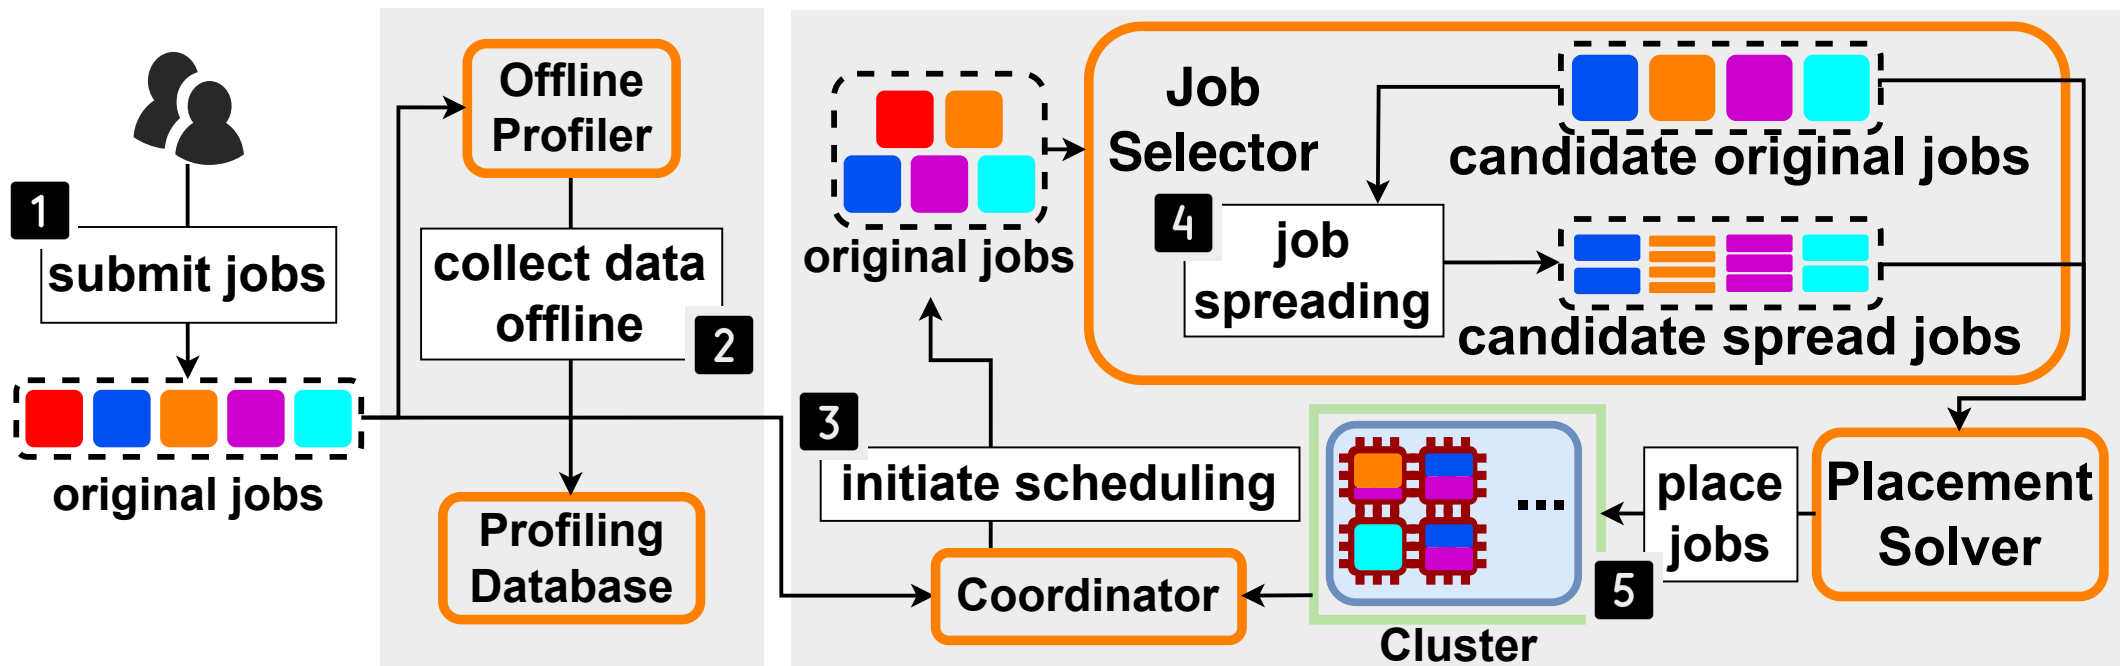 1
submit jobs
original jobs
Offline
Profiler
collect data
offline
2
Profiling
Database
original jobs
3
initiate scheduling
Coordinator
Job
Selector
4
job
spreading
candidate original jobs
candidate spread jobs
Placement
Solver
place
jobs
5
...
Cluster